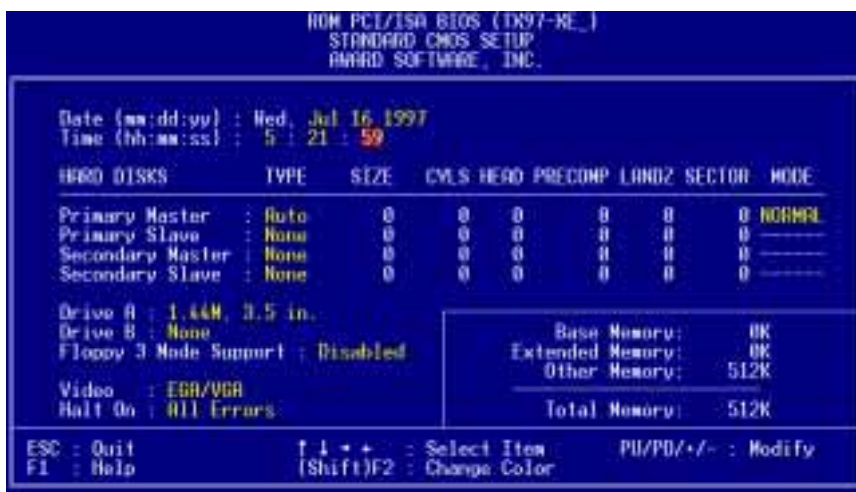 ROM PCI/ISA BIOS (TX97-XE_)
STANDARD CMOS SETUP
AWARD SOFTWARE, INC.
Date (mm:dd:yy) : Wed, Jul 16 1997
Time (hh:mm:ss) : 5 : 21 : 59
HARD DISKS TYPE SIZE CYLS HEAD PRECOMP LANDZ SECTOR MODE
Primary Master : Auto 0 0 0 0 0 0 NORMAL
Primary Slave : None 0 0 0 0 0 0 ------
Secondary Master : None 0 0 0 0 0 0 ------
Secondary Slave : None 0 0 0 0 0 0 ------
Drive A : 1.44M, 3.5 in.
Drive B : None
Floppy 3 Mode Support : Disabled
Video : EGA/VGA
Halt On : All Errors
Base Memory: 0K
Extended Memory: 0K
Other Memory: 512K
Total Memory: 512K
ESC : Quit ↑ ↓ → ← : Select Item PU/PD/+/- : Modify
F1 : Help (Shift)F2 : Change Color